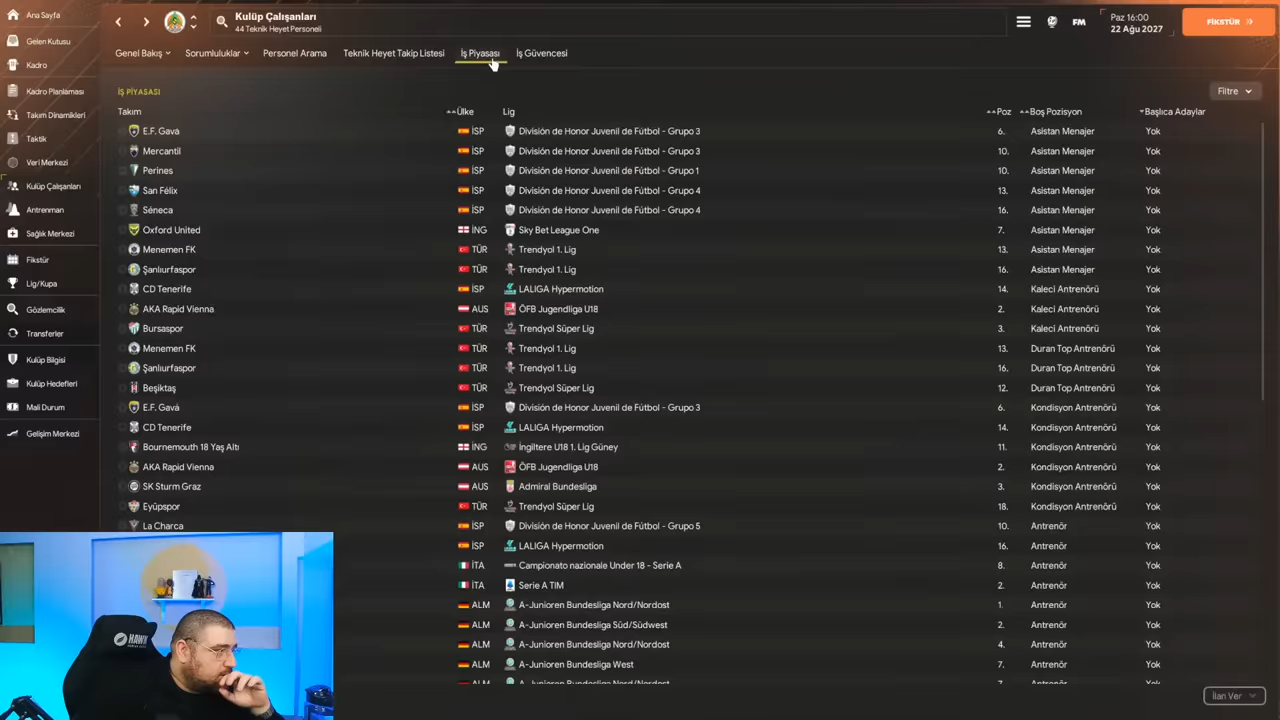 Ana Sayfa
Gelen Kutusu
Kadro
Kadro Planlaması
Takım Dinamikleri
Taktik
Veri Merkezi
Kulüp Çalışanları
Antrenman
Sağlık Merkezi
Fikstür
Lig/Kupa
Gözlemcilik
Transferler
Kulüp Bilgisi
Kulüp Hedefleri
Mali Durum
Gelişim Merkezi
Kulüp Çalışanları
44 Teknik Heyet Personeli
FM
Paz 16:00
22 Ağu 2027
FİKSTÜR
Genel Bakış Sorumluluklar Personel Arama Teknik Heyet Takip Listesi İş Piyasası İş Güvencesi
İŞ PİYASASI
Filtre
Takım Ülke Lig Poz Boş Pozisyon Başlıca Adaylar
E.F. Gavá İSP División de Honor Juvenil de Fútbol - Grupo 3 6. Asistan Menajer Yok
Mercantil İSP División de Honor Juvenil de Fútbol - Grupo 3 10. Asistan Menajer Yok
Perines İSP División de Honor Juvenil de Fútbol - Grupo 1 10. Asistan Menajer Yok
San Félix İSP División de Honor Juvenil de Fútbol - Grupo 4 13. Asistan Menajer Yok
Séneca İSP División de Honor Juvenil de Fútbol - Grupo 4 16. Asistan Menajer Yok
Oxford United İNG Sky Bet League One 7. Asistan Menajer Yok
Menemen FK TÜR Trendyol 1. Lig 13. Asistan Menajer Yok
Şanlıurfaspor TÜR Trendyol 1. Lig 16. Asistan Menajer Yok
CD Tenerife İSP LALIGA Hypermotion 14. Kaleci Antrenörü Yok
AKA Rapid Vienna AUS ÖFB Jugendliga U18 2. Kaleci Antrenörü Yok
Bursaspor TÜR Trendyol Süper Lig 3. Kaleci Antrenörü Yok
Menemen FK TÜR Trendyol 1. Lig 13. Duran Top Antrenörü Yok
Şanlıurfaspor TÜR Trendyol 1. Lig 16. Duran Top Antrenörü Yok
Beşiktaş TÜR Trendyol Süper Lig 12. Duran Top Antrenörü Yok
E.F. Gavá İSP División de Honor Juvenil de Fútbol - Grupo 3 6. Kondisyon Antrenörü Yok
CD Tenerife İSP LALIGA Hypermotion 14. Kondisyon Antrenörü Yok
Bournemouth 18 Yaş Altı İNG İngiltere U18 1. Lig Güney 11. Kondisyon Antrenörü Yok
AKA Rapid Vienna AUS ÖFB Jugendliga U18 2. Kondisyon Antrenörü Yok
SK Sturm Graz AUS Admiral Bundesliga 3. Kondisyon Antrenörü Yok
Eyüpspor TÜR Trendyol Süper Lig 18. Kondisyon Antrenörü Yok
La Charca İSP División de Honor Juvenil de Fútbol - Grupo 5 10. Antrenör Yok
İSP LALIGA Hypermotion 16. Antrenör Yok
İTA Campionato nazionale Under 18 - Serie A 8. Antrenör Yok
İTA Serie A TIM 2. Antrenör Yok
ALM A-Junioren Bundesliga Nord/Nordost 1. Antrenör Yok
ALM A-Junioren Bundesliga Süd/Südwest 2. Antrenör Yok
ALM A-Junioren Bundesliga Nord/Nordost 4. Antrenör Yok
ALM A-Junioren Bundesliga West 7. Antrenör Yok
ALM A-Junioren Bundesliga Nord/Nordost 7. Antrenör Yok
İlan Ver
HAWK